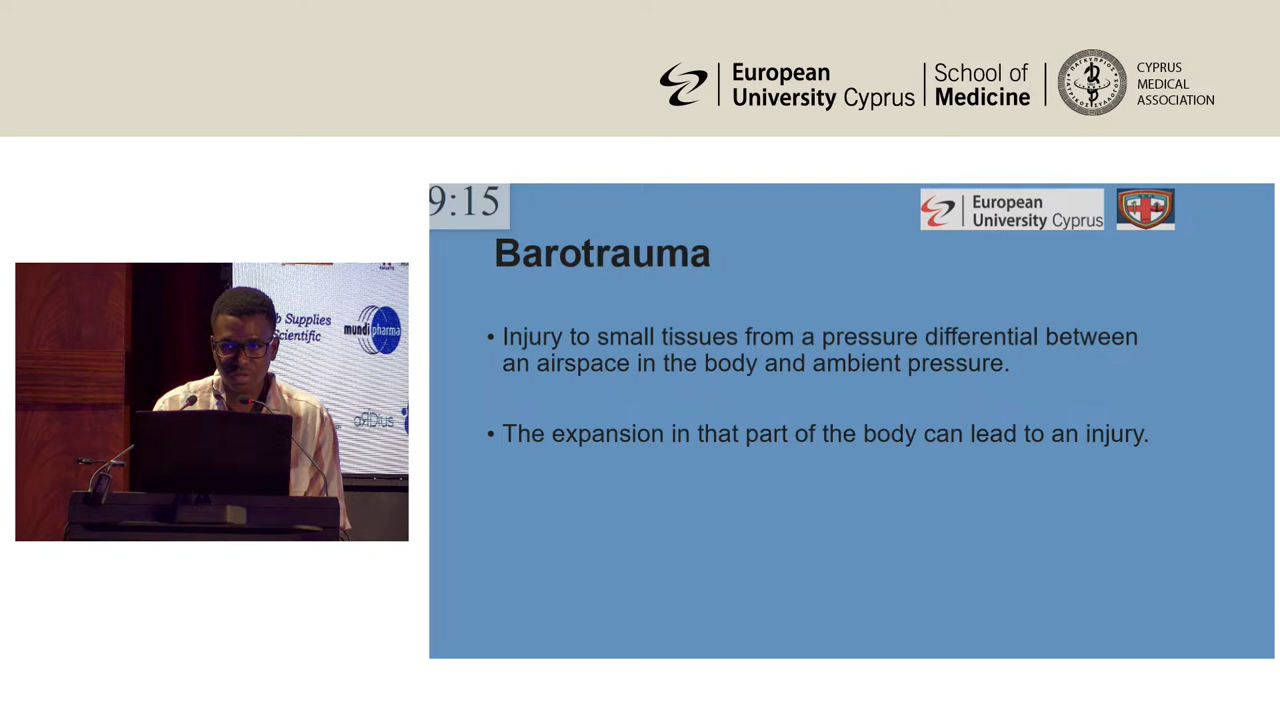 European
University Cyprus
School of
Medicine
CYPRUS
MEDICAL
ASSOCIATION
9:15
European
University Cyprus
Barotrauma
• Injury to small tissues from a pressure differential between
an airspace in the body and ambient pressure.
• The expansion in that part of the body can lead to an injury.
Supplies
mundipharma